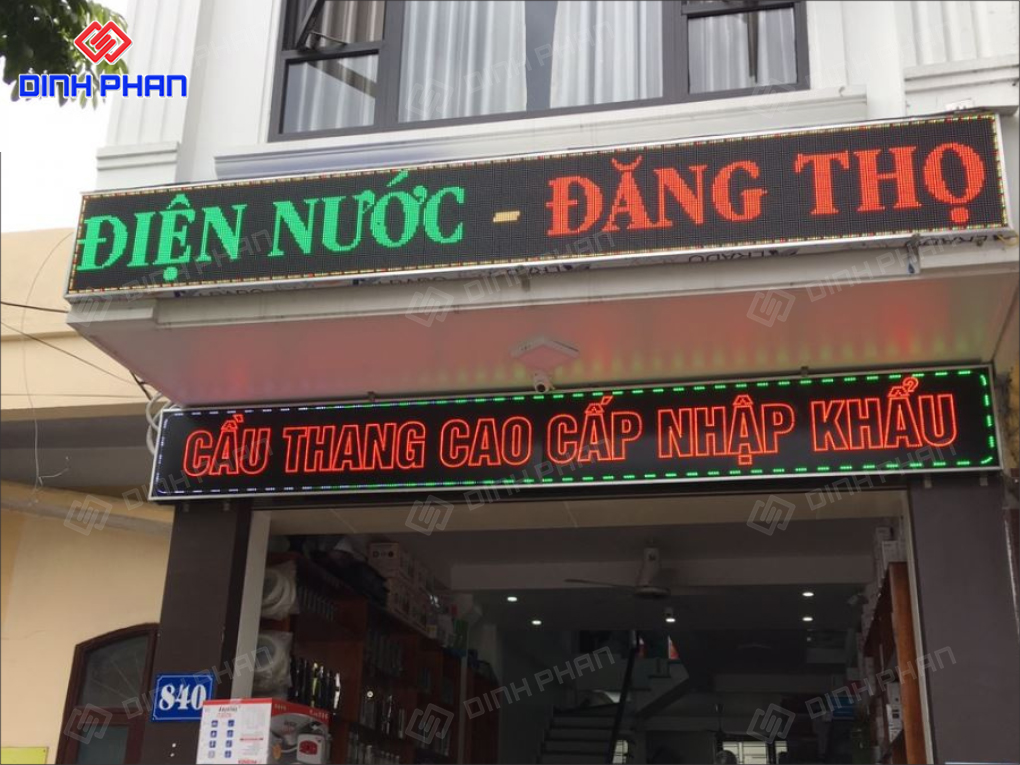 DINH PHAN
ĐIỆN NƯỚC - ĐĂNG THỌ
CẦU THANG CAO CẤP NHẬP KHẨU
840